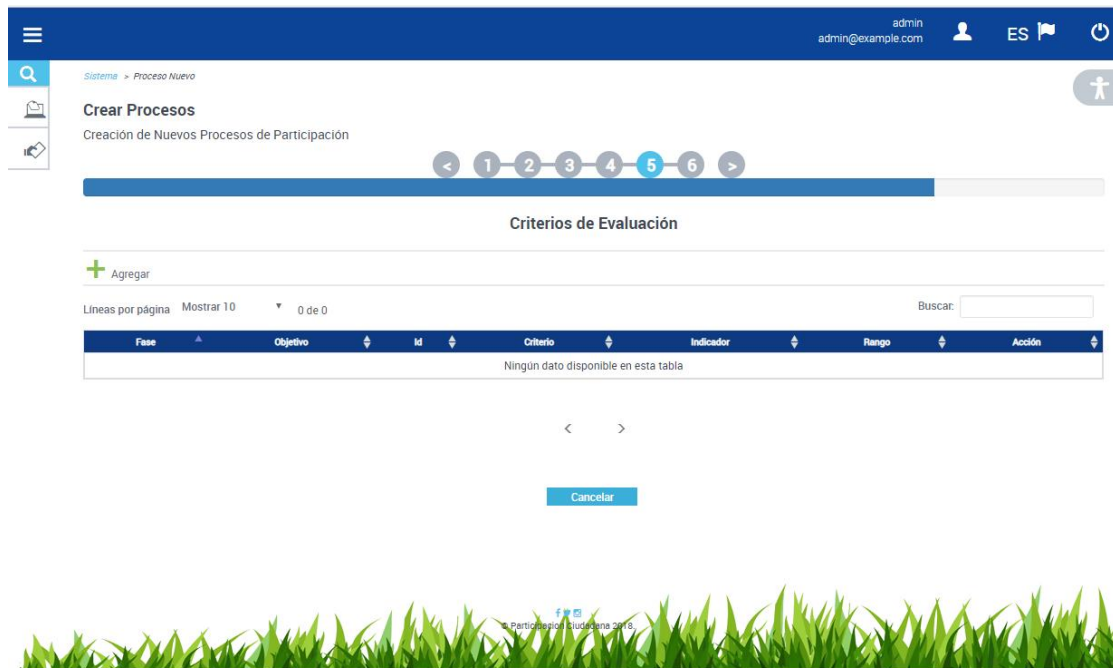 admin
admin@example.com
ES
Sistema > Proceso Nuevo
Crear Procesos
Creación de Nuevos Procesos de Participación
< 1 2 3 4 5 6 >
Criterios de Evaluación
Agregar
Líneas por página Mostrar 10 0 de 0
Buscar:
Fase Objetivo Id Criterio Indicador Rango Acción
Ningún dato disponible en esta tabla
< >
Cancelar
© Participacion Ciudadana 2018.